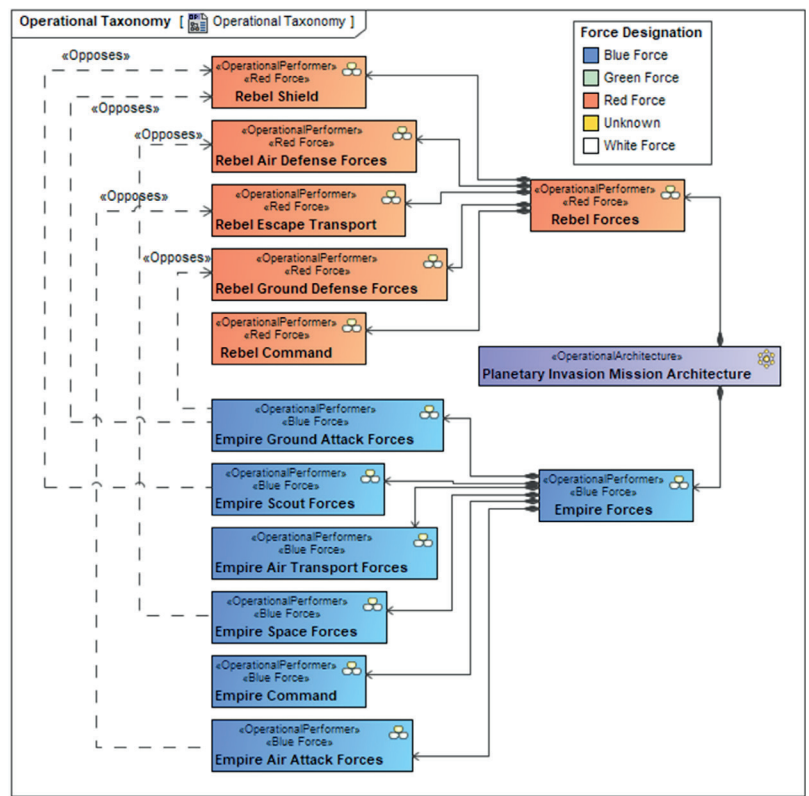 Operational Taxonomy [ Operational Taxonomy ]
Force Designation
Blue Force
Green Force
Red Force
Unknown
White Force
«Opposes»
«Opposes»
«Opposes»
«Opposes»
«Opposes»
«OperationalPerformer»
«Red Force»
Rebel Shield
«OperationalPerformer»
«Red Force»
Rebel Air Defense Forces
«OperationalPerformer»
«Red Force»
Rebel Escape Transport
«OperationalPerformer»
«Red Force»
Rebel Ground Defense Forces
«OperationalPerformer»
«Red Force»
Rebel Command
«OperationalPerformer»
«Red Force»
Rebel Forces
«OperationalArchitecture»
Planetary Invasion Mission Architecture
«OperationalPerformer»
«Blue Force»
Empire Ground Attack Forces
«OperationalPerformer»
«Blue Force»
Empire Scout Forces
«OperationalPerformer»
«Blue Force»
Empire Air Transport Forces
«OperationalPerformer»
«Blue Force»
Empire Space Forces
«OperationalPerformer»
«Blue Force»
Empire Command
«OperationalPerformer»
«Blue Force»
Empire Air Attack Forces
«OperationalPerformer»
«Blue Force»
Empire Forces